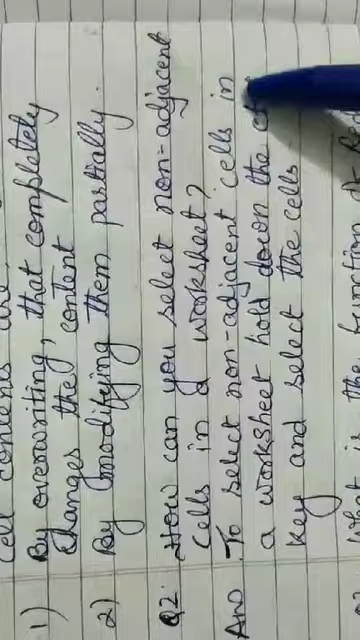 cell contents are
1) By overwriting, that completely
changes the content
2) By modifying them partially.
Q2. How can you select non-adjacent
cells in a worksheet?
Ans. To select non-adjacent cells in
a worksheet hold down the
key and select the cells
What is the function of